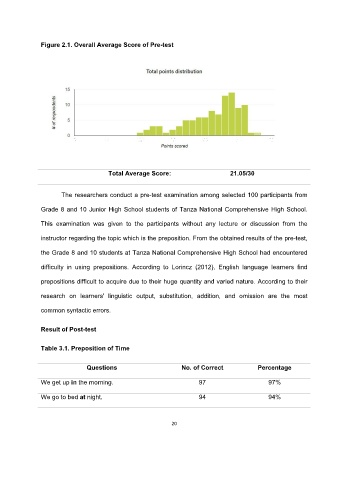 Figure 2.1. Overall Average Score of Pre-test
Total points distribution
# of respondents
15
10
5
0
Points scored
Total Average Score: 21.05/30
The researchers conduct a pre-test examination among selected 100 participants from
Grade 8 and 10 Junior High School students of Tanza National Comprehensive High School.
This examination was given to the participants without any lecture or discussion from the
instructor regarding the topic which is the preposition. From the obtained results of the pre-test,
the Grade 8 and 10 students at Tanza National Comprehensive High School had encountered
difficulty in using prepositions. According to Lorincz (2012), English language learners find
prepositions difficult to acquire due to their huge quantity and varied nature. According to their
research on learners' linguistic output, substitution, addition, and omission are the most
common syntactic errors.
Result of Post-test
Table 3.1. Preposition of Time
Questions No. of Correct Percentage
We get up in the morning. 97 97%
We go to bed at night. 94 94%
20